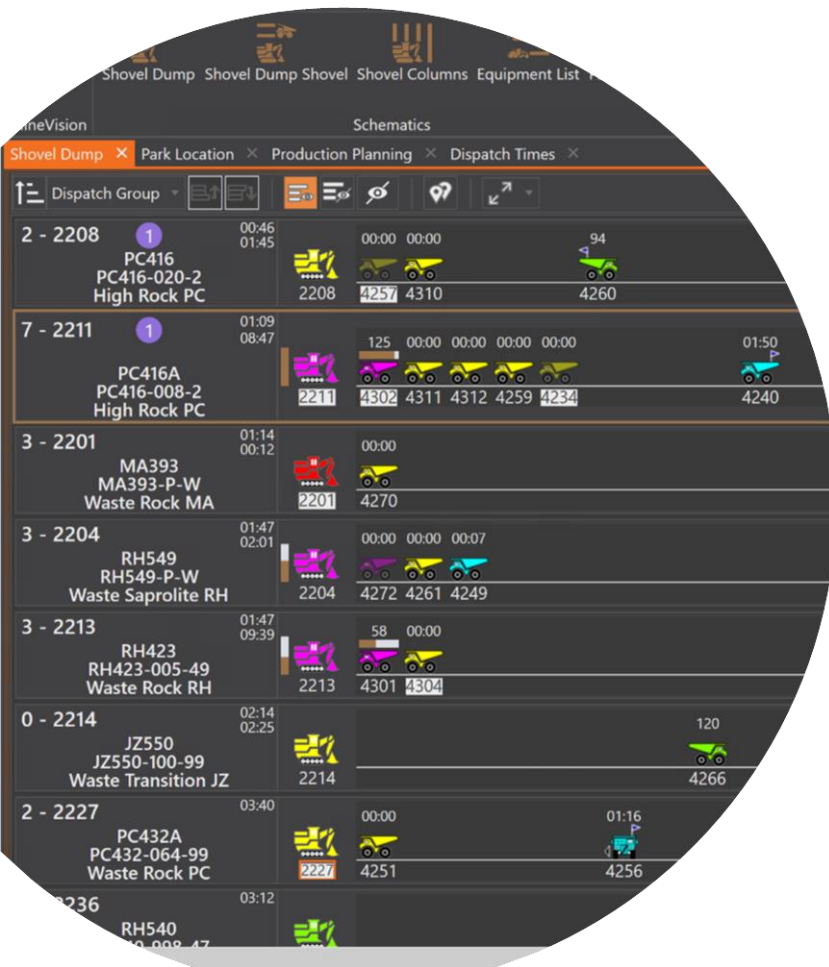 Shovel Dump Shovel Dump Shovel Shovel Columns Equipment List
Schematics
Shovel Dump × Park Location × Production Planning × Dispatch Times ×
Dispatch Group
2 - 2208 1 00:46
01:45
PC416
PC416-020-2
High Rock PC
00:00 00:00 94
2208 4257 4310 4260
7 - 2211 1 01:09
08:47
PC416A
PC416-008-2
High Rock PC
125 00:00 00:00 00:00 00:00 01:50
2211 4302 4311 4312 4259 4234 4240
3 - 2201 01:14
00:12
MA393
MA393-P-W
Waste Rock MA
00:00
2201 4270
3 - 2204 01:47
02:01
RH549
RH549-P-W
Waste Saprolite RH
00:00 00:00 00:07
2204 4272 4261 4249
3 - 2213 01:47
09:39
RH423
RH423-005-49
Waste Rock RH
58 00:00
2213 4301 4304
0 - 2214 02:14
02:25
JZ550
JZ550-100-99
Waste Transition JZ
120
2214 4266
2 - 2227 03:40
PC432A
PC432-064-99
Waste Rock PC
00:00 01:16
2227 4251 4256
03:12
RH540